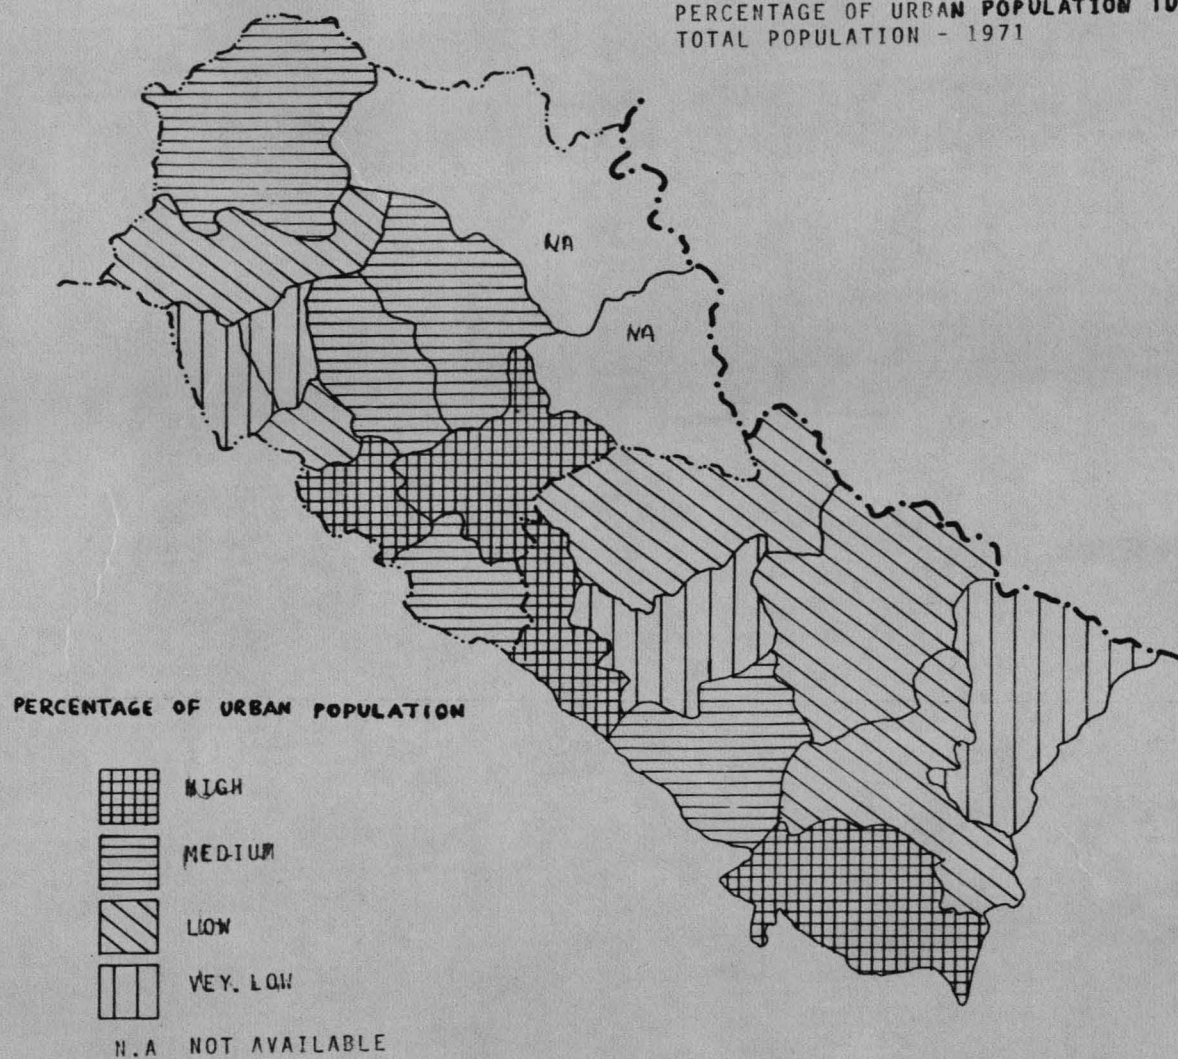 PERCENTAGE OF URBAN POPULATION TO
TOTAL POPULATION - 1971
NA
NA
PERCENTAGE OF URBAN POPULATION
HIGH
MEDIUM
LOW
VEY. LOW
N.A NOT AVAILABLE